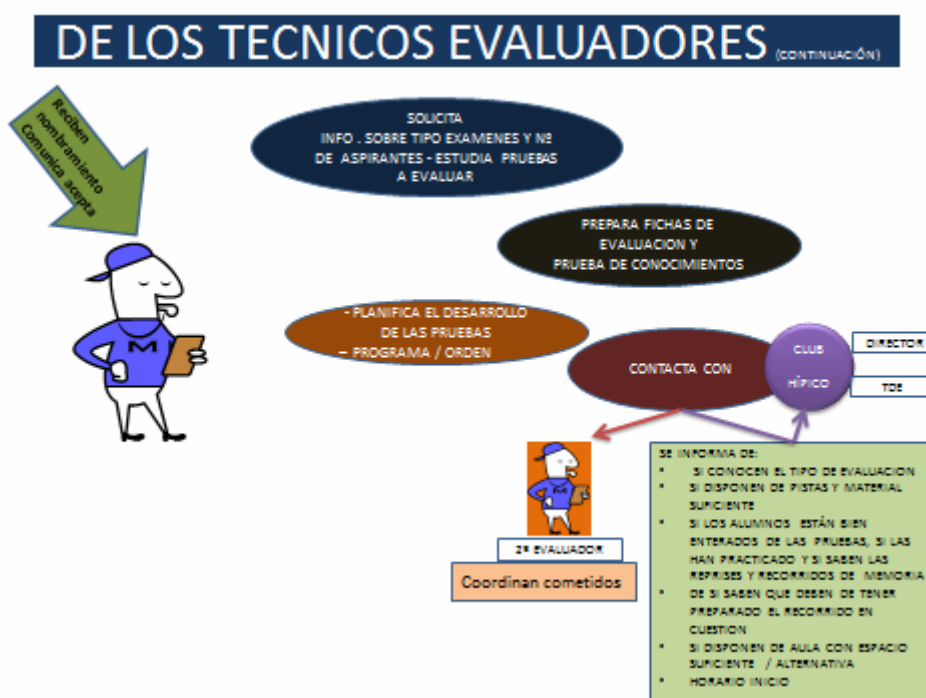 DE LOS TECNICOS EVALUADORES (CONTINUACIÓN)
Reciben
nombramiento
Comunica acepta
SOLICITA
INFO . SOBRE TIPO EXAMENES Y Nº
DE ASPIRANTES - ESTUDIA PRUEBAS
A EVALUAR
PREPARA FICHAS DE
EVALUACION Y
PRUEBA DE CONOCIMIENTOS
- PLANIFICA EL DESARROLLO
DE LAS PRUEBAS
– PROGRAMA / ORDEN
CONTACTA CON
CLUB
HÍPICO
DIRECTOR
TDE
M
M
2º EVALUADOR
Coordinan cometidos
SE INFORMA DE:
• SI CONOCEN EL TIPO DE EVALUACION
• SI DISPONEN DE PISTAS Y MATERIAL
SUFICIENTE
• SI LOS ALUMNOS ESTÁN BIEN
ENTERADOS DE LAS PRUEBAS, SI LAS
HAN PRACTICADO Y SI SABEN LAS
REPRISES Y RECORRIDOS DE MEMORIA
• DE SI SABEN QUE DEBEN DE TENER
PREPARADO EL RECORRIDO EN
CUESTION
• SI DISPONEN DE AULA CON ESPACIO
SUFICIENTE / ALTERNATIVA
• HORARIO INICIO